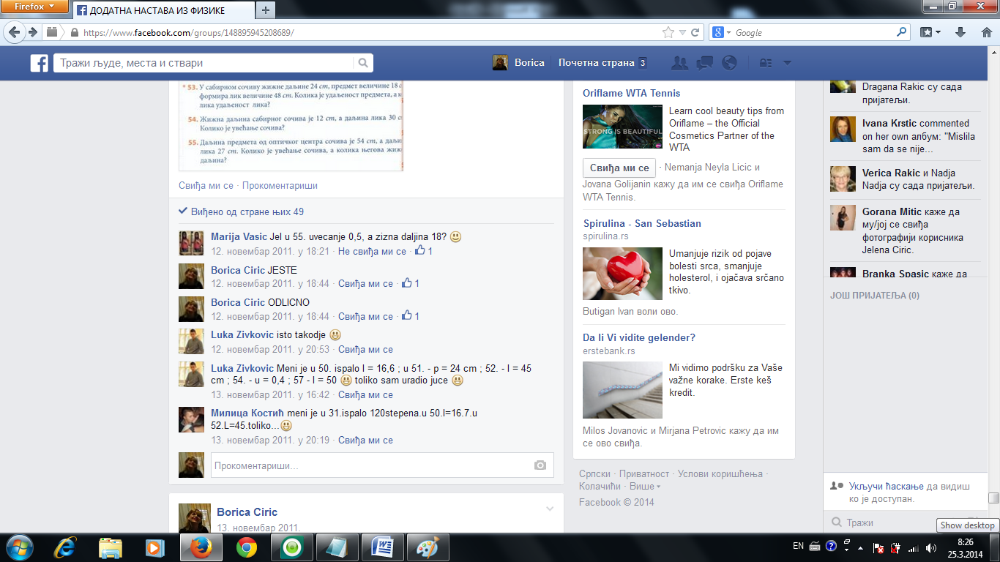 Firefox
ДОДАТНА НАСТАВА ИЗ ФИЗИКЕ
https://www.facebook.com/groups/148895945208689/
Google
Тражи људе, места и ствари
Borica
Почетна страна 3
* 53. У сабирном сочиву жижне даљине 24 cm, предмет величине 18
формира лик величине 48 cm. Колика је удаљеност предмета, а
лика удаљеност лика?
54. Жижна даљина сабирног сочива је 12 cm, а даљина лика 30
Колико је увећање сочива?
55. Даљина предмета од оптичког центра сочива је 54 cm, а
лика 27 cm. Колико је увећање сочива, а колика његова
даљина?
Свиђа ми се · Прокоментариши
Виђено од стране њих 49
Marija Vasic Jel u 55. uvecanje 0,5, a zizna daljina 18?
12. новембар 2011. у 18:21 · Не свиђа ми се · 1
Borica Ciric JESTE
12. новембар 2011. у 18:44 · Свиђа ми се · 1
Borica Ciric ODLICNO
12. новембар 2011. у 18:44 · Свиђа ми се · 1
Luka Zivkovic isto takodje
12. новембар 2011. у 20:53 · Свиђа ми се
Luka Zivkovic Meni je u 50. ispalo l = 16,6 ; u 51. - p = 24 cm ; 52. - l = 45
cm ; 54. - u = 0,4 ; 57 - l = 50 toliko sam uradio juce
13. новембар 2011. у 16:42 · Свиђа ми се
Милица Костић meni je u 31.ispalo 120stepena.u 50.l=16.7.u
52.L=45.toliko...
13. новембар 2011. у 20:19 · Свиђа ми се
Прокоментариши...
Borica Ciric
13. новембар 2011.
Oriflame WTA Tennis
STRONG IS BEAUTIFUL
Learn cool beauty tips from
Oriflame – the Official
Cosmetics Partner of the
WTA
Свиђа ми се · Nemanja Neyla Licic и
Jovana Golijanin кажу да им се свиђа Oriflame
WTA Tennis.
Spirulina - San Sebastian
spirulina.rs
Umanjuje rizik od pojave
bolesti srca, smanjuje
holesterol, i ojačava srčano
tkivo.
Butigan Ivan воли ово.
Da li Vi vidite gelender?
erstebank.rs
Mi vidimo podršku za Vaše
važne korake. Erste keš
kredit.
Milos Jovanovic и Mirjana Petrovic кажу да им
се ово свиђа.
Српски · Приватност · Услови коришћења ·
Колачићи · Више
Facebook © 2014
Dragana Rakic су сада
пријатељи.
Ivana Krstic commented
on her own албум: "Mislila
sam da se nije...
Verica Rakic и Nadja
Nadja су сада пријатељи.
Gorana Mitic каже да
му/јој се свиђа
фотографији корисника
Jelena Ciric.
Branka Spasic каже да
ЈОШ ПРИЈАТЕЉА (0)
Укључи ћаскање да видиш
ко је доступан.
Тражи
Show desktop
EN
8:26
25.3.2014